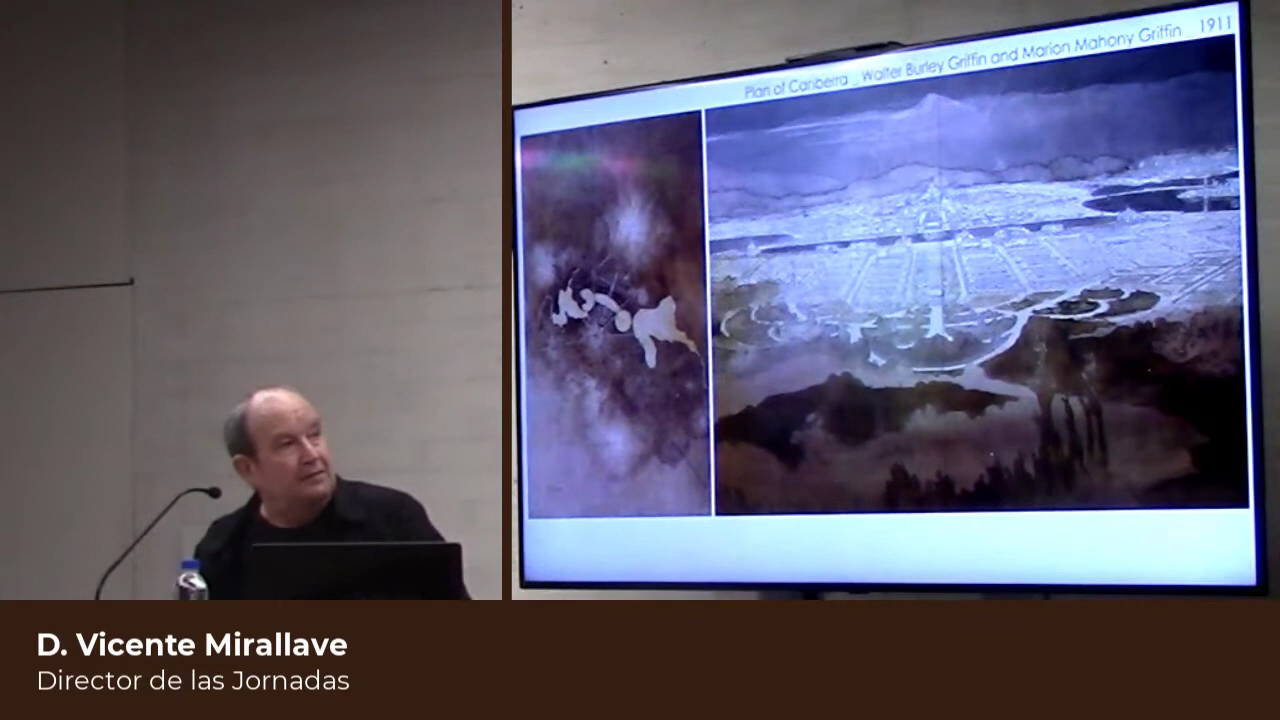 Plan of Canberra _ Walter Burley Griffin and Marion Mahony Griffin _ 1911
D. Vicente Mirallave
Director de las Jornadas